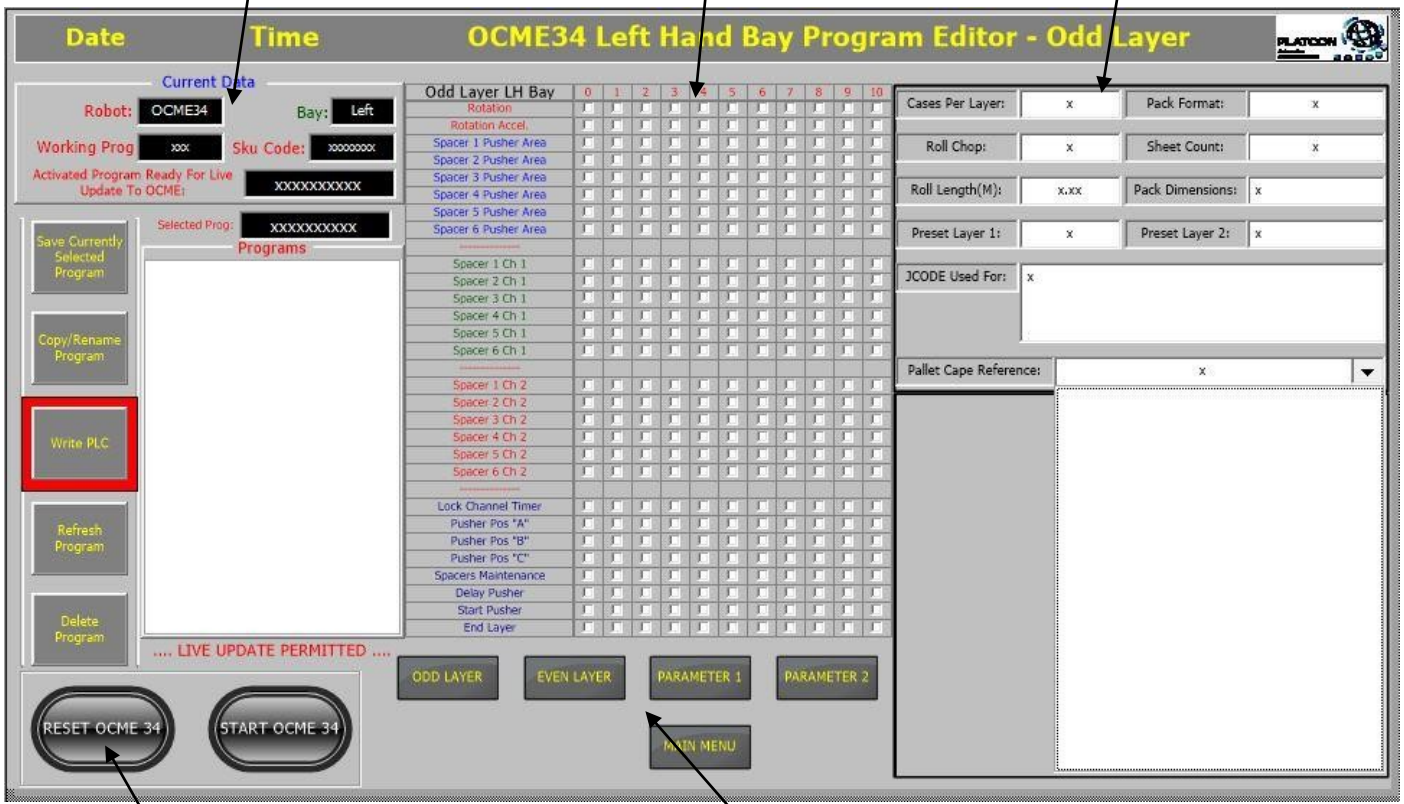 Date Time OCME34 Left Hand Bay Program Editor - Odd Layer PLATOON
Current Data
Robot: OCME34 Bay: Left
Working Prog xxx Sku Code: xxxxxxxx
Activated Program Ready For Live
Update To OCME: xxxxxxxxxx
Selected Prog: xxxxxxxxxx
Programs
Save Currently
Selected
Program
Copy/Rename
Program
Write PLC
Refresh
Program
Delete
Program
.... LIVE UPDATE PERMITTED ....
RESET OCME 34
START OCME 34
Odd Layer LH Bay 0 1 2 3 4 5 6 7 8 9 10
Rotation
Rotation Accel.
Spacer 1 Pusher Area
Spacer 2 Pusher Area
Spacer 3 Pusher Area
Spacer 4 Pusher Area
Spacer 5 Pusher Area
Spacer 6 Pusher Area
---------------
Spacer 1 Ch 1
Spacer 2 Ch 1
Spacer 3 Ch 1
Spacer 4 Ch 1
Spacer 5 Ch 1
Spacer 6 Ch 1
---------------
Spacer 1 Ch 2
Spacer 2 Ch 2
Spacer 3 Ch 2
Spacer 4 Ch 2
Spacer 5 Ch 2
Spacer 6 Ch 2
---------------
Lock Channel Timer
Pusher Pos "A"
Pusher Pos "B"
Pusher Pos "C"
Spacers Maintenance
Delay Pusher
Start Pusher
End Layer
ODD LAYER EVEN LAYER PARAMETER 1 PARAMETER 2
MAIN MENU
Cases Per Layer: x Pack Format: x
Roll Chop: x Sheet Count: x
Roll Length(M): x.xx Pack Dimensions: x
Preset Layer 1: x Preset Layer 2: x
JCODE Used For: x
Pallet Cape Reference: x